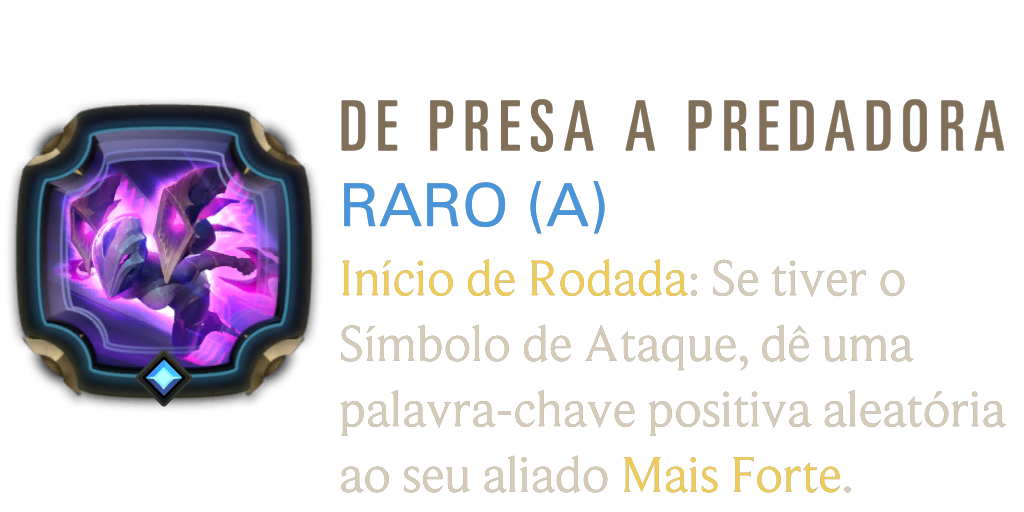 DE PRESA A PREDADORA
RARO (A)
Início de Rodada: Se tiver o
Símbolo de Ataque, dê uma
palavra-chave positiva aleatória
ao seu aliado Mais Forte.